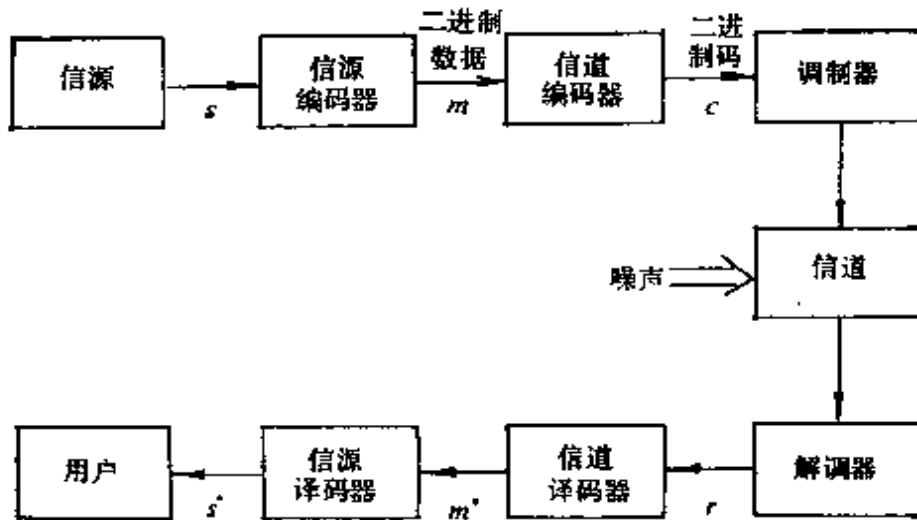 信源
s
信源
编码器
二进制
数据
m
信道
编码器
二进
制码
c
调制器
噪声
信道
用户
s*
信源
译码器
m*
信道
译码器
r
解调器